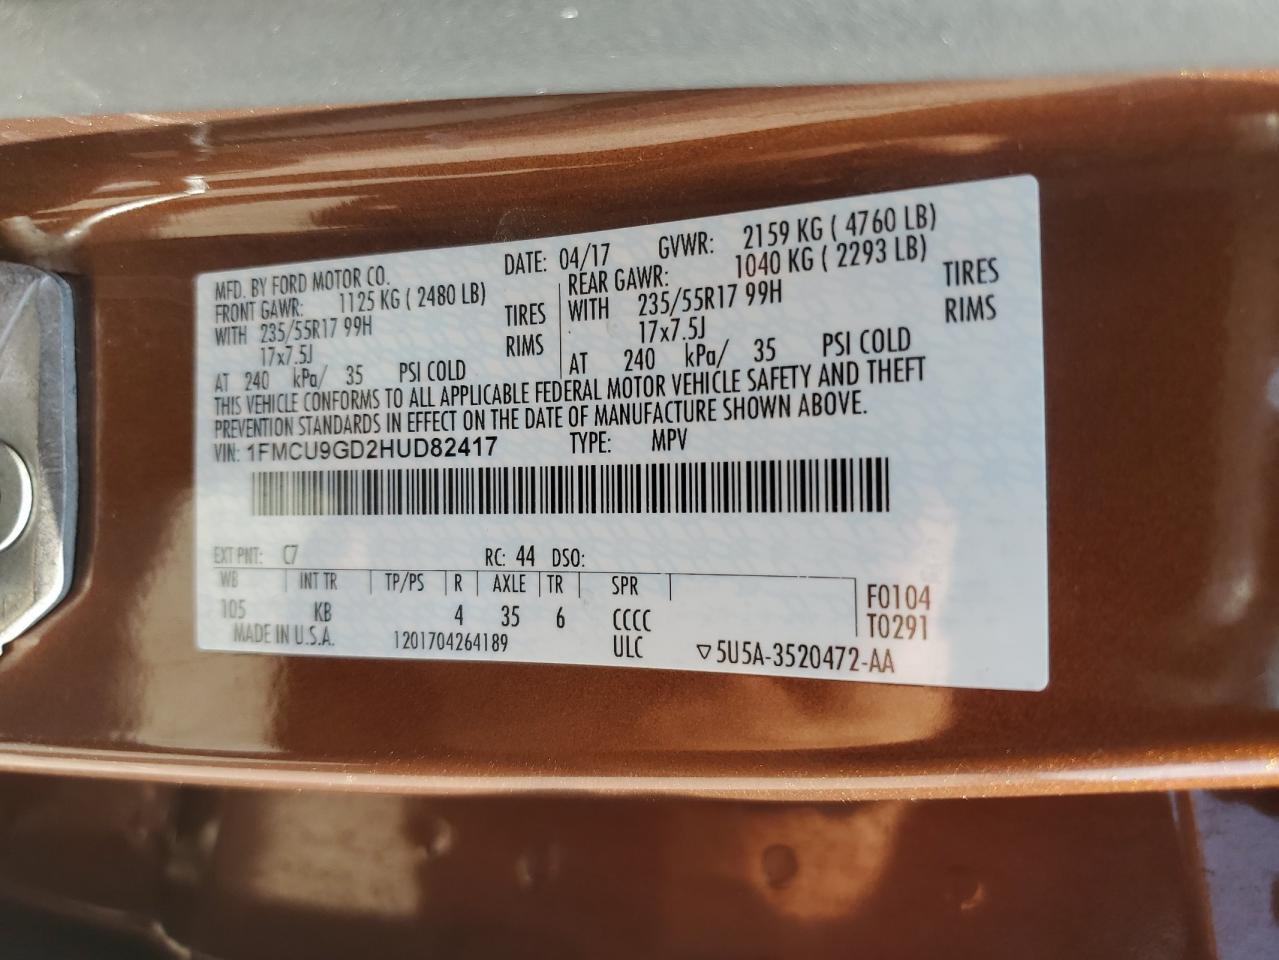 MFD. BY FORD MOTOR CO. DATE: 04/17 GVWR: 2159 KG ( 4760 LB)
FRONT GAWR: 1125 KG ( 2480 LB) REAR GAWR: 1040 KG ( 2293 LB)
WITH 235/55R17 99H TIRES WITH 235/55R17 99H TIRES
17x7.5J RIMS 17x7.5J RIMS
AT 240 kPa/ 35 PSI COLD AT 240 kPa/ 35 PSI COLD
THIS VEHICLE CONFORMS TO ALL APPLICABLE FEDERAL MOTOR VEHICLE SAFETY AND THEFT
PREVENTION STANDARDS IN EFFECT ON THE DATE OF MANUFACTURE SHOWN ABOVE.
VIN: 1FMCU9GD2HUD82417 TYPE: MPV
EXT PNT: C7 RC: 44 DSO:
WB INT TR TP/PS R AXLE TR SPR
105 KB 4 35 6 CCCC F0104
MADE IN U.S.A. 1201704264189 ULC T0291
▽5U5A-3520472-AA